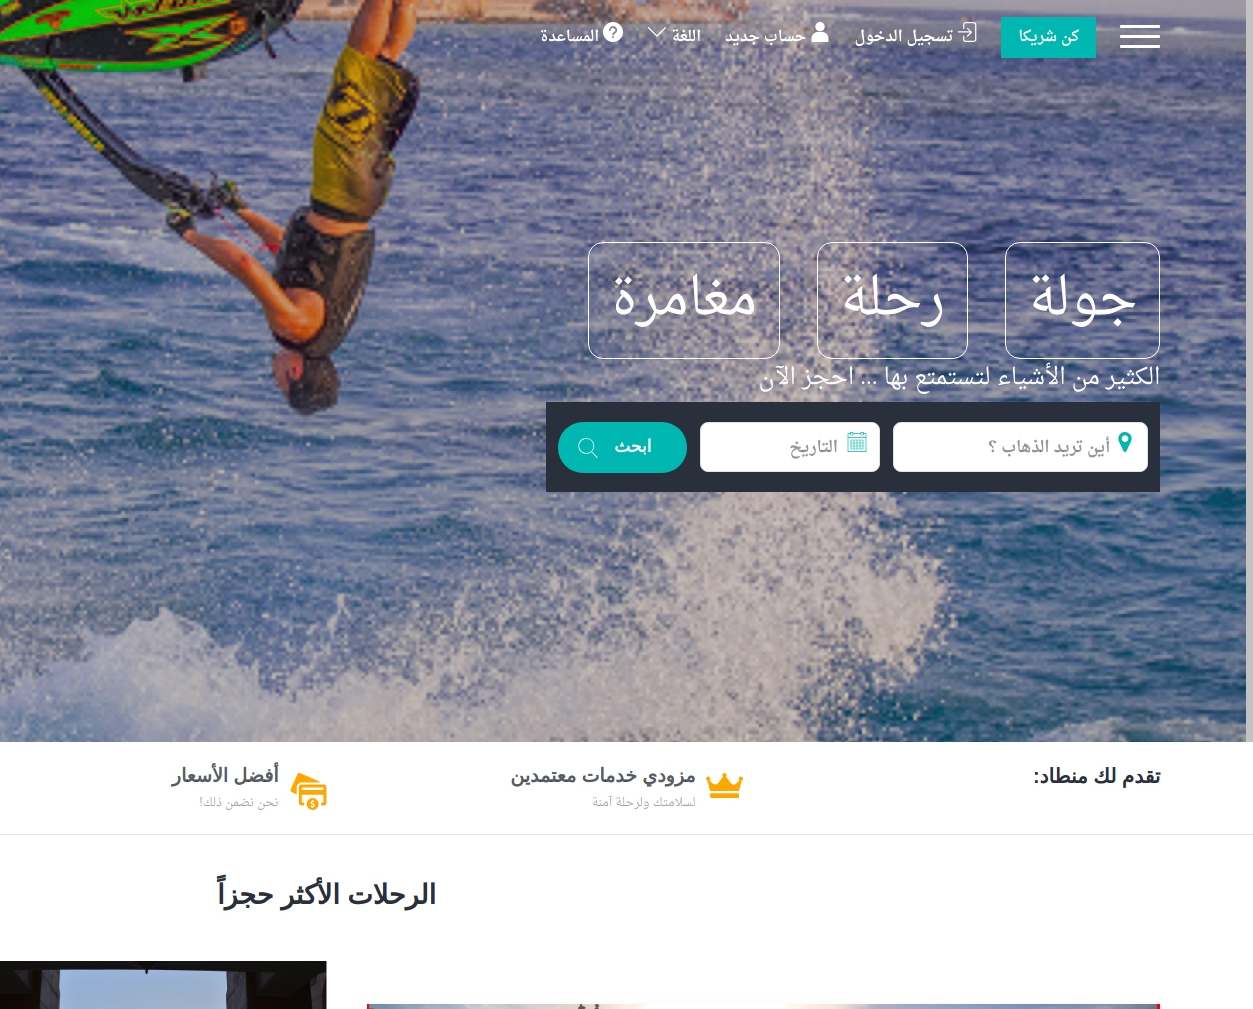 كن شريكا
تسجيل الدخول
حساب جديد
اللغة
المساعدة
جولة
رحلة
مغامرة
الكثير من الأشياء لتستمتع بها ... احجز الآن
أين تريد الذهاب ؟
التاريخ
ابحث
تقدم لك منطاد:
مزودي خدمات معتمدين
لسلامتك ولرحلة آمنة
أفضل الأسعار
نحن نضمن ذلك!
الرحلات الأكثر حجزاً